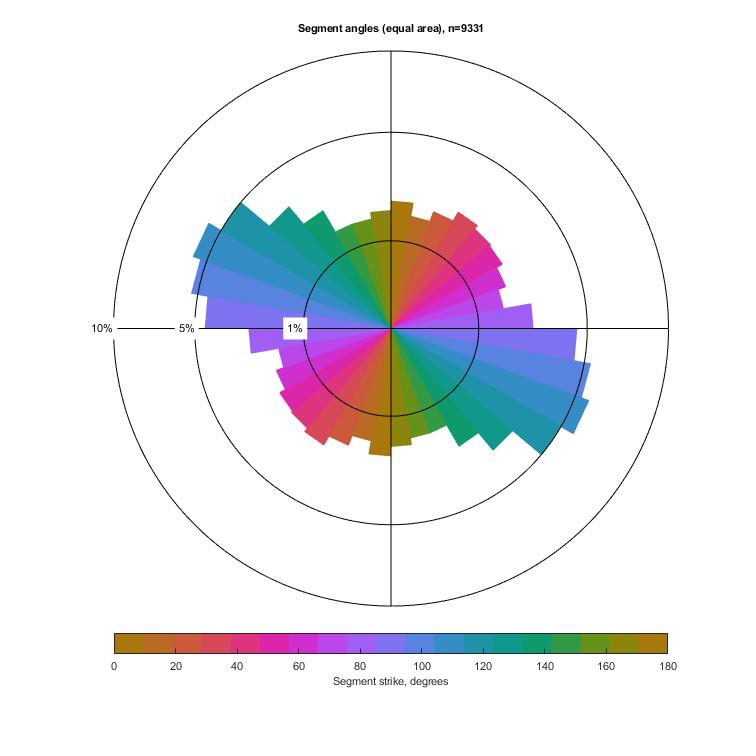 Segment angles (equal area), n=9331
10% 5% 1%
0 20 40 60 80 100 120 140 160 180
Segment strike, degrees